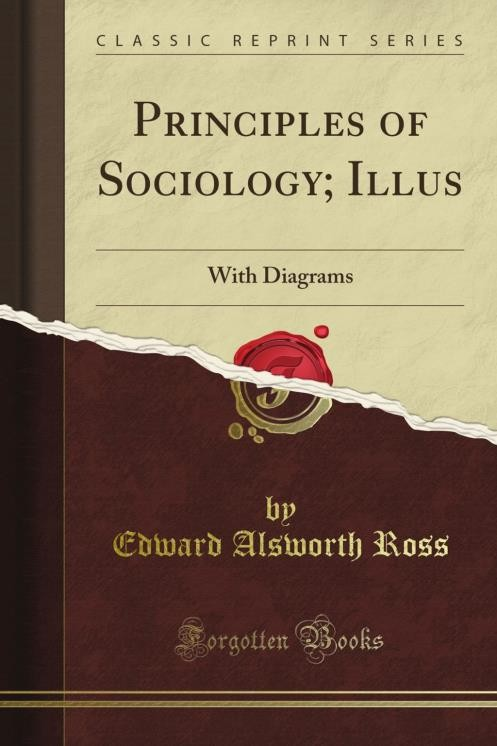 CLASSIC REPRINT SERIES
PRINCIPLES OF
SOCIOLOGY; ILLUS
With Diagrams
F
by
Edward Alsworth Ross
Forgotten Books